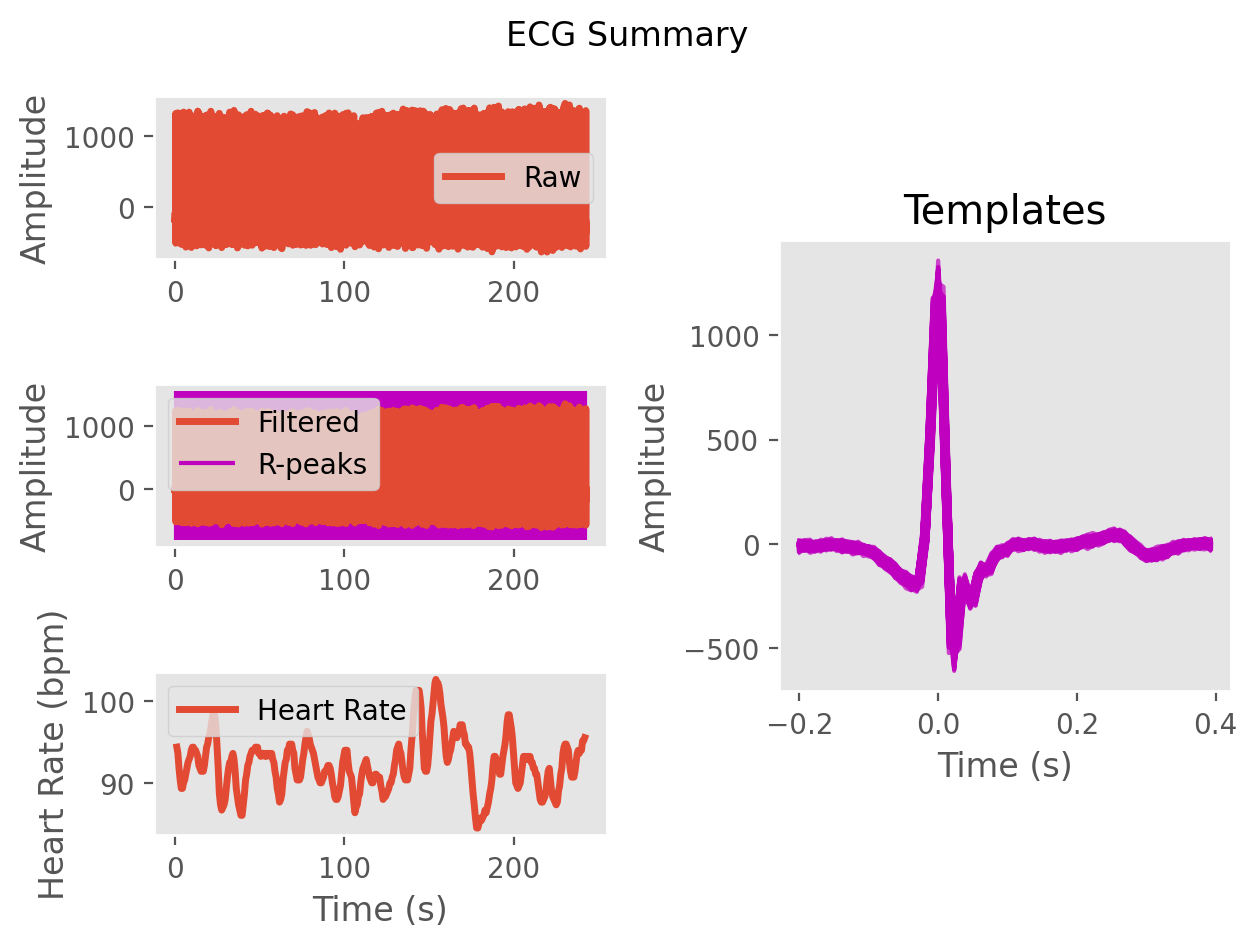 ECG Summary
Amplitude
1000
0
Raw
0 100 200
Amplitude
1000
0
Filtered
R-peaks
0 100 200
Heart Rate (bpm)
100
90
Heart Rate
0 100 200
Time (s)
Templates
Amplitude
1000
500
0
−500
−0.2 0.0 0.2 0.4
Time (s)